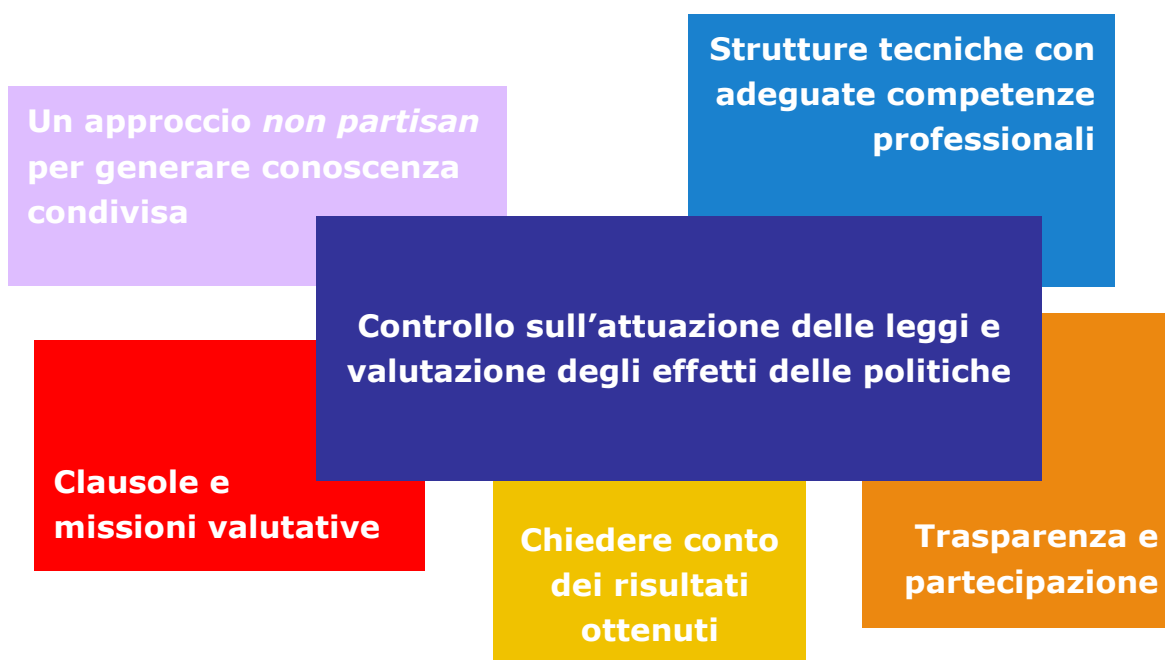 Strutture tecniche con
adeguate competenze
professionali
Un approccio non partisan
per generare conoscenza
condivisa
Controllo sull’attuazione delle leggi e
valutazione degli effetti delle politiche
Clausole e
missioni valutative
Chiedere conto
dei risultati
ottenuti
Trasparenza e
partecipazione